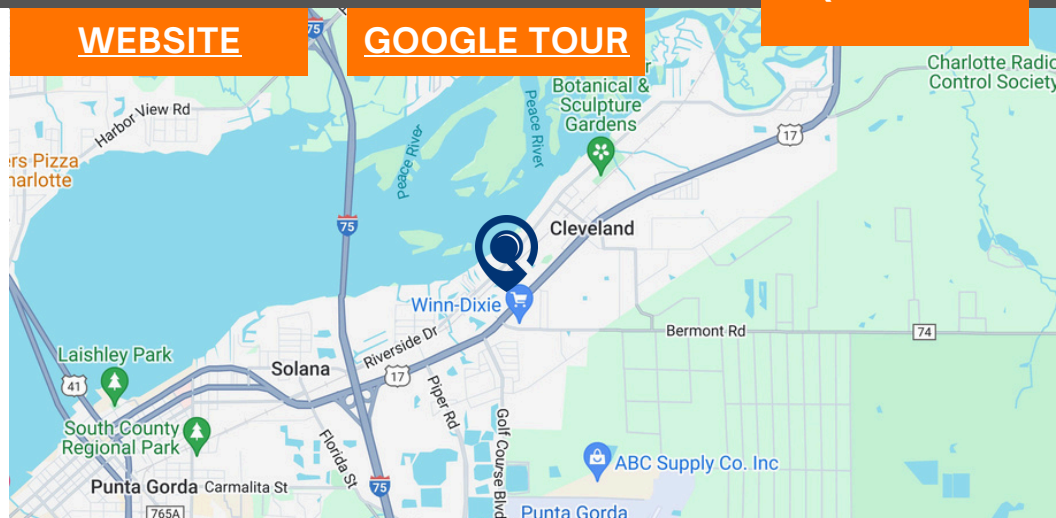 WEBSITE
GOOGLE TOUR
75
Botanical &
Sculpture
Gardens
Charlotte Radio
Control Society
Harbor View Rd
Peace River
Peace River
17
ers Pizza
harlotte
75
Cleveland
Winn-Dixie
Bermont Rd
74
Riverside Dr
Laishley Park
Solana
17
41
Piper Rd
South County
Regional Park
Florida St
Golf Course Blvd
ABC Supply Co. Inc
Punta Gorda
Carmalita St
75
765A
Punta Gorda